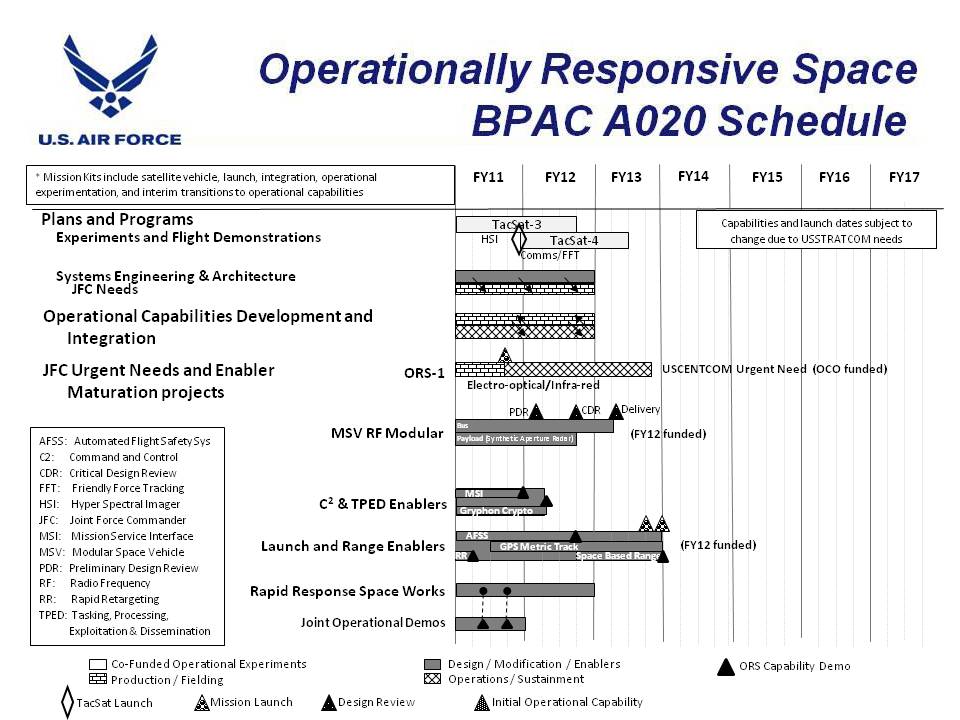 Operationally Responsive Space
BPAC A020 Schedule
U.S. AIR FORCE
* Mission Kits include satellite vehicle, launch, integration, operational
experimentation, and interim transitions to operational capabilities
FY11 FY12 FY13 FY14 FY15 FY16 FY17
Plans and Programs
Experiments and Flight Demonstrations
TacSat-3
HSI
TacSat-4
Comms/FFT
Capabilities and launch dates subject to
change due to USSTRATCOM needs
Systems Engineering & Architecture
JFC Needs
Operational Capabilities Development and
Integration
JFC Urgent Needs and Enabler
Maturation projects
ORS-1
USCENTCOM Urgent Need (OCO funded)
Electro-optical/Infra-red
PDR CDR Delivery
MSV RF Modular
Bus
Payload (Synthetic Aperture Radar)
(FY12 funded)
C2 & TPED Enablers
MSI
Gryphon Crypto
Launch and Range Enablers
AFSS
GPS Metric Track
RR
Space Based Range
(FY12 funded)
Rapid Response Space Works
Joint Operational Demos
AFSS: Automated Flight Safety Sys
C2: Command and Control
CDR: Critical Design Review
FFT: Friendly Force Tracking
HSI: Hyper Spectral Imager
JFC: Joint Force Commander
MSI: Mission Service Interface
MSV: Modular Space Vehicle
PDR: Preliminary Design Review
RF: Radio Frequency
RR: Rapid Retargeting
TPED: Tasking, Processing,
Exploitation & Dissemination
Co-Funded Operational Experiments
Production / Fielding
Design / Modification / Enablers
Operations / Sustainment
ORS Capability Demo
TacSat Launch
Mission Launch
Design Review
Initial Operational Capability